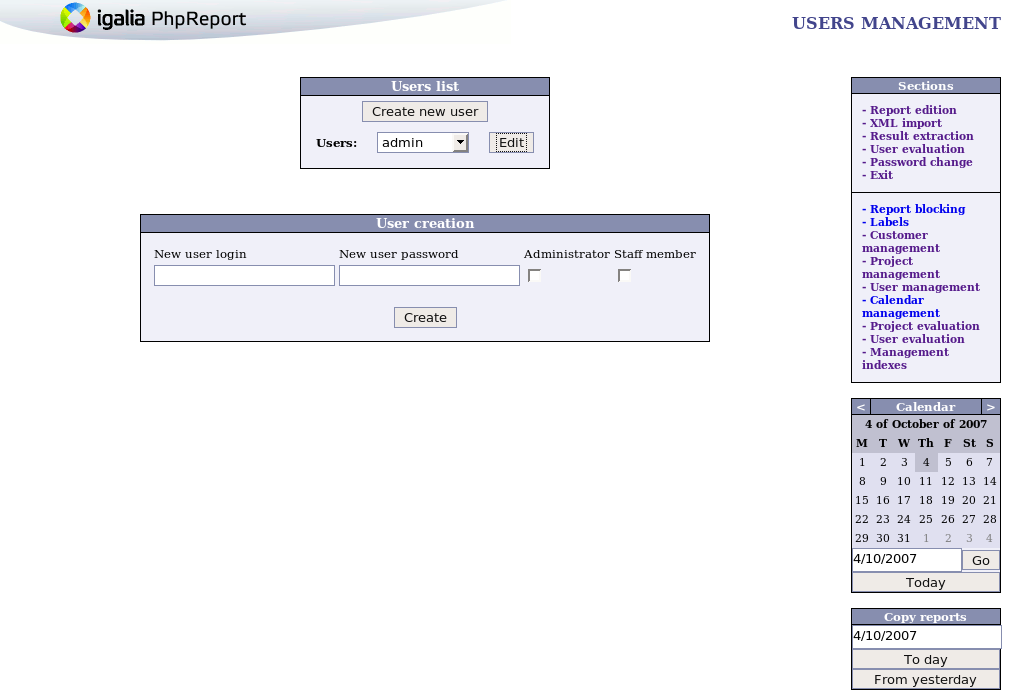 igalia PhpReport
USERS MANAGEMENT
Users list
Create new user
Users: admin Edit
User creation
New user login New user password Administrator Staff member
Create
Sections
- Report edition
- XML import
- Result extraction
- User evaluation
- Password change
- Exit
- Report blocking
- Labels
- Customer
management
- Project
management
- User management
- Calendar
management
- Project evaluation
- User evaluation
- Management
indexes
< Calendar >
4 of October of 2007
M T W Th F St S
1 2 3 4 5 6 7
8 9 10 11 12 13 14
15 16 17 18 19 20 21
22 23 24 25 26 27 28
29 30 31 1 2 3 4
4/10/2007 Go
Today
Copy reports
4/10/2007
To day
From yesterday